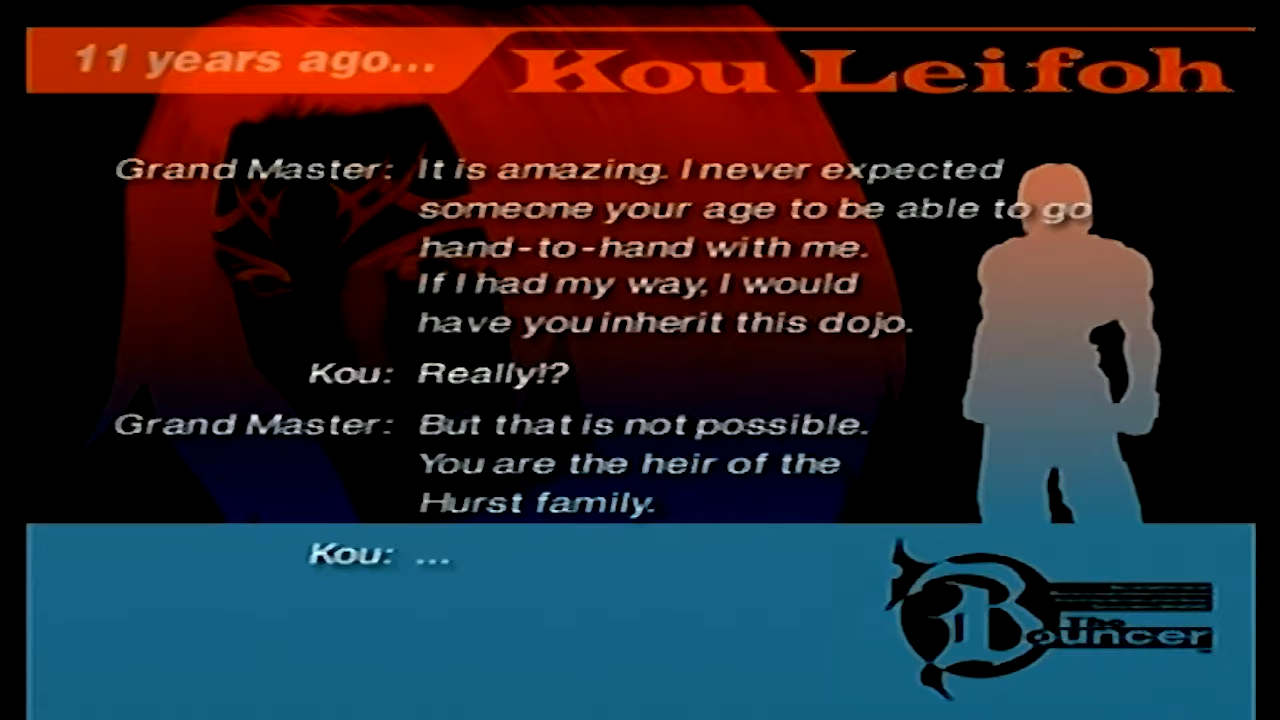 11 years ago...
Kou Leifoh
Grand Master: It is amazing. I never expected
someone your age to be able to go
hand-to-hand with me.
If I had my way, I would
have you inherit this dojo.
Kou: Really!?
Grand Master: But that is not possible.
You are the heir of the
Hurst family.
Kou: ...
The
Bouncer